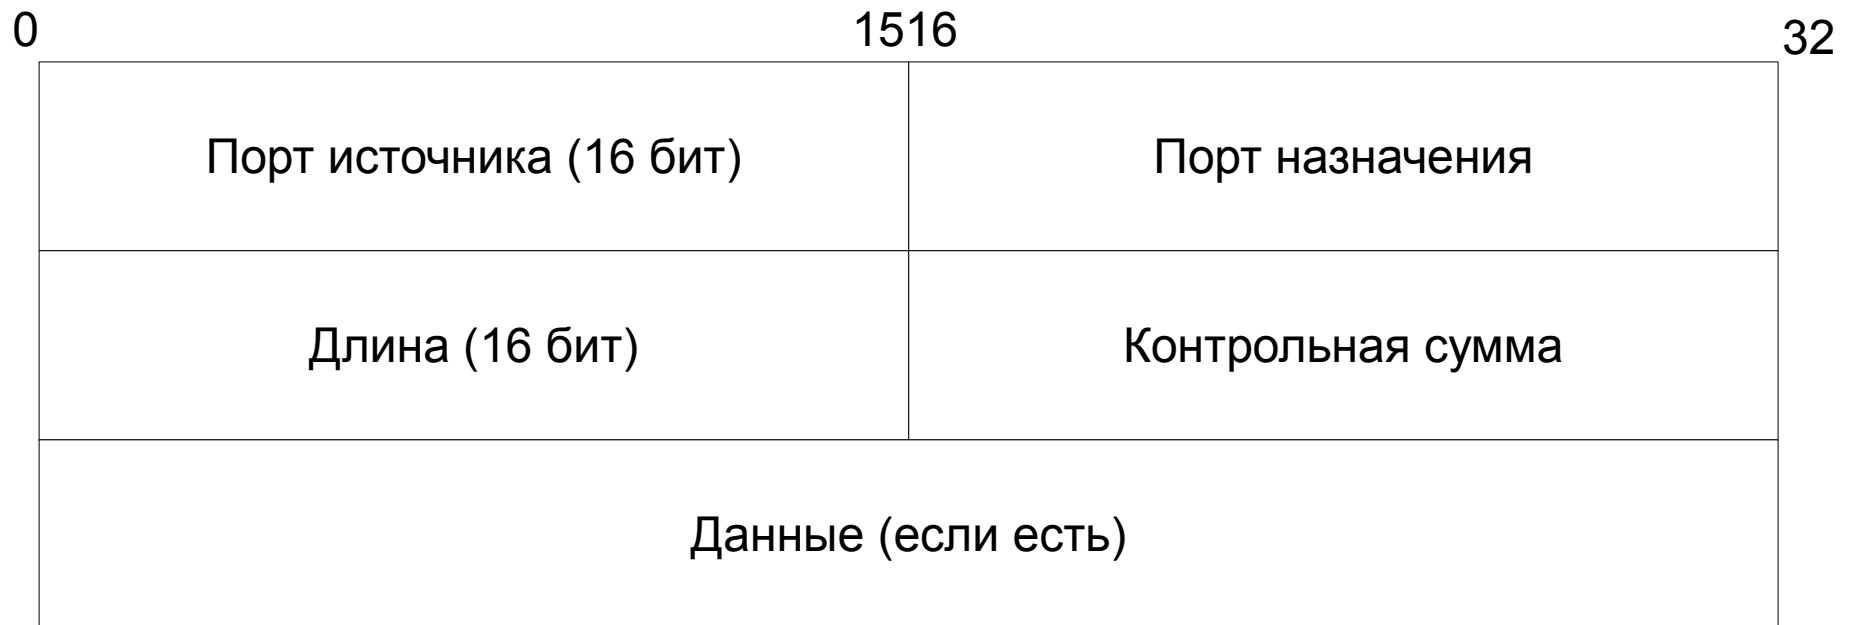 0 1516 32
Порт источника (16 бит) Порт назначения
Длина (16 бит) Контрольная сумма
Данные (если есть)